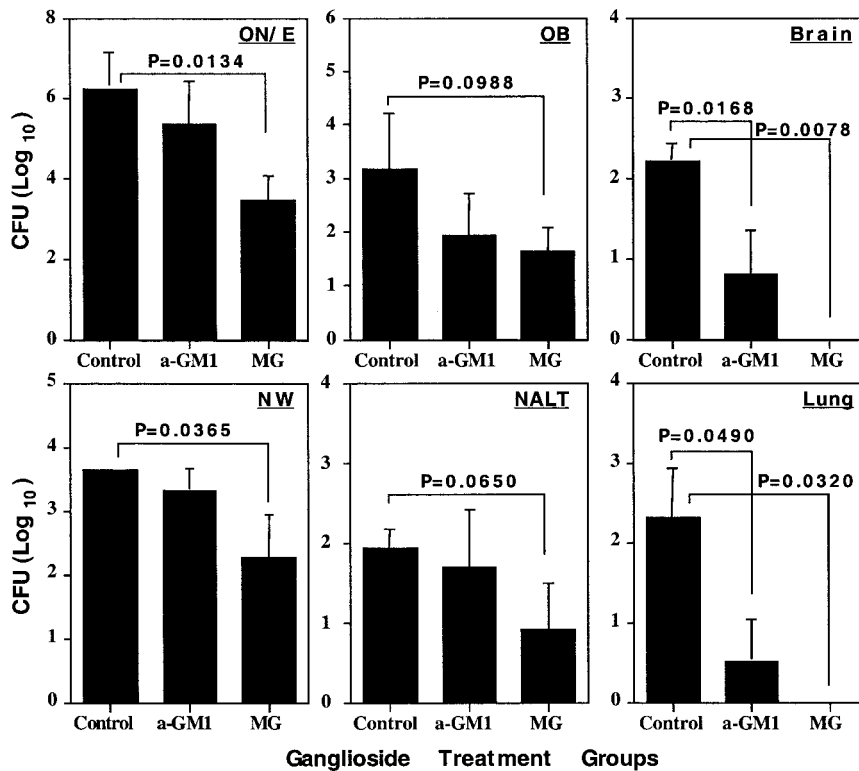 ON/ E
OB
Brain
CFU (Log 10)
8
6
4
2
0
P=0.0134
Control a-GM1 MG
6
5
4
3
2
1
0
P=0.0988
Control a-GM1 MG
4
3
2
1
0
P=0.0168
P=0.0078
Control a-GM1 MG
NW
NALT
Lung
CFU (Log 10)
5
4
3
2
1
0
P=0.0365
Control a-GM1 MG
4
3
2
1
0
P=0.0650
Control a-GM1 MG
4
3
2
1
0
P=0.0490
P=0.0320
Control a-GM1 MG
Ganglioside Treatment Groups